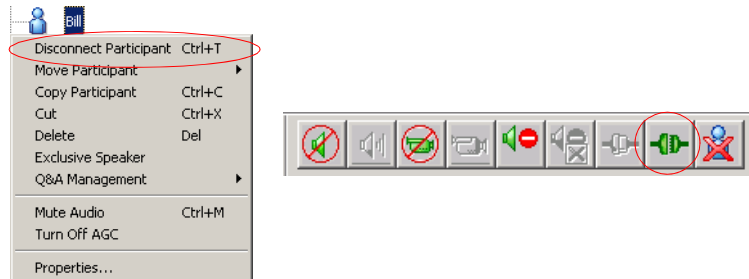 Bill
Disconnect Participant Ctrl+T
Move Participant
Copy Participant Ctrl+C
Cut Ctrl+X
Delete Del
Exclusive Speaker
Q&A Management
Mute Audio Ctrl+M
Turn Off AGC
Properties...